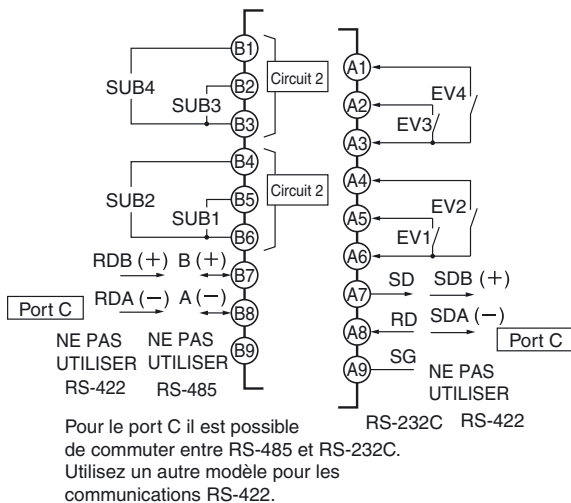 B1
B2
SUB4
SUB3
B3
Circuit 2
B4
SUB2
B5
SUB1
B6
Circuit 2
RDB (+) B (+)
B7
Port C
RDA (−) A (−)
B8
NE PAS UTILISER
NE PAS UTILISER
B9
RS-422 RS-485
A1
A2
EV4
EV3
A3
A4
A5
EV2
EV1
A6
A7
SD SDB (+)
A8
RD SDA (−)
Port C
A9
SG
NE PAS
UTILISER
RS-232C RS-422
Pour le port C il est possible
de commuter entre RS-485 et RS-232C.
Utilisez un autre modèle pour les
communications RS-422.